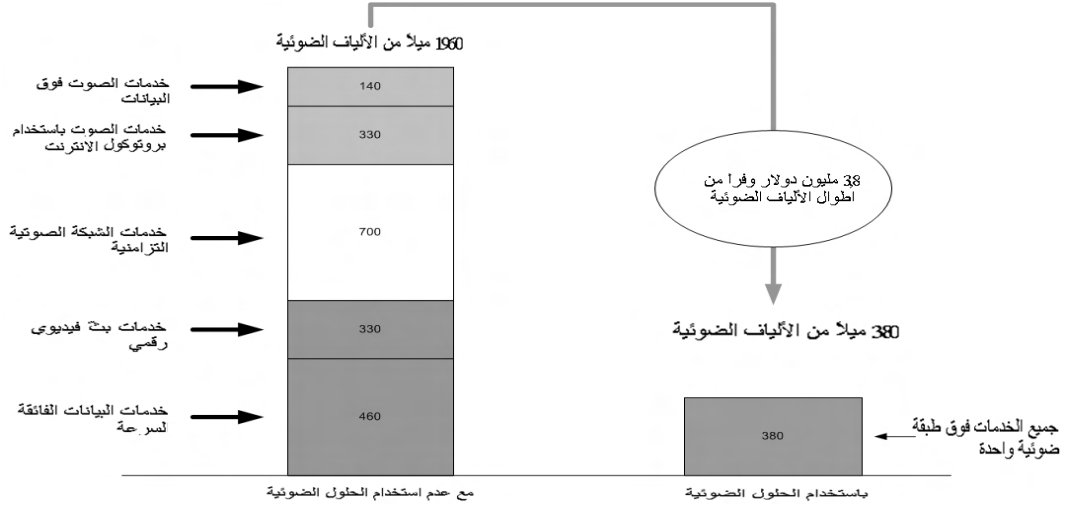 1960 ميلاً من الألياف الضوئية
خدمات الصوت فوق
البيانات
140
خدمات الصوت باستخدام
بروتوكول الانترنت
330
خدمات الشبكة الصوتية
التزامنية
700
خدمات بث فيديوي
رقمي
330
خدمات البيانات الفائقة
السرعة
460
مع عدم استخدام الحلول الضوئية
3,8 مليون دولار وفراً من
اطوال الألياف الضوئية
380 ميلاً من الألياف الضوئية
380
جميع الخدمات فوق طبقة
ضوئية واحدة
باستخدام الحلول الضوئية